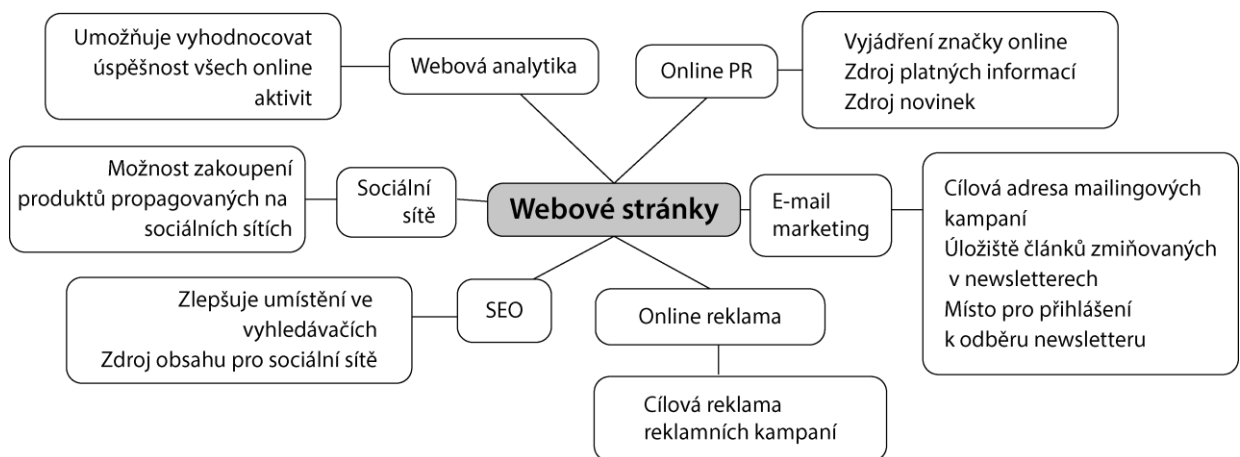 Umožňuje vyhodnocovat
úspěšnost všech online
aktivit
Webová analytika
Online PR
Vyjádření značky online
Zdroj platných informací
Zdroj novinek
Možnost zakoupení
produktů propagovaných na
sociálních sítích
Sociální
sítě
Webové stránky
E-mail
marketing
Cílová adresa mailingových
kampaní
Úložiště článků zmiňovaných
v newsletterech
Místo pro přihlášení
k odběru newsletteru
Zlepšuje umístění ve
vyhledávačích
Zdroj obsahu pro sociální sítě
SEO
Online reklama
Cílová reklama
reklamních kampaní